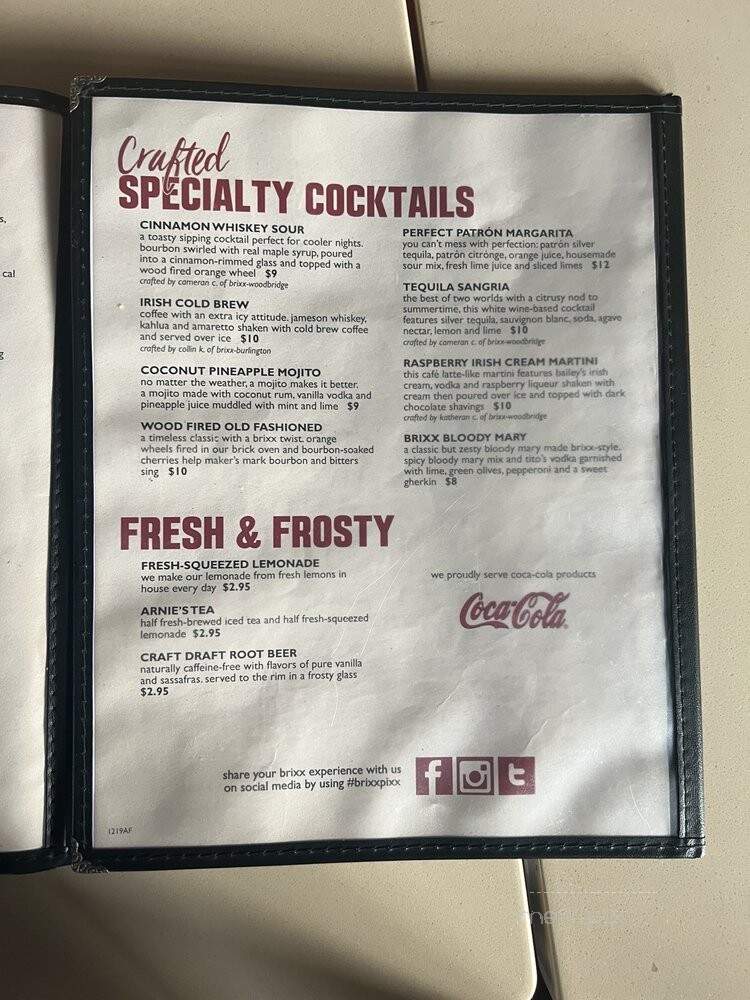 Crafted
SPECIALTY COCKTAILS
CINNAMON WHISKEY SOUR
a toasty sipping cocktail perfect for cooler nights.
bourbon swirled with real maple syrup, poured
into a cinnamon-rimmed glass and topped with a
wood fired orange wheel $9
crafted by cameran c. of brixx-woodbridge
IRISH COLD BREW
coffee with an extra icy attitude. jameson whiskey,
kahlua and amaretto shaken with cold brew coffee
and served over ice $10
crafted by collin k. of brixx-burlington
COCONUT PINEAPPLE MOJITO
no matter the weather, a mojito makes it better.
a mojito made with coconut rum, vanilla vodka and
pineapple juice muddled with mint and lime $9
WOOD FIRED OLD FASHIONED
a timeless classic with a brixx twist. orange
wheels fired in our brick oven and bourbon-soaked
cherries help maker's mark bourbon and bitters
sing $10
PERFECT PATRÓN MARGARITA
you can't mess with perfection: patrón silver
tequila, patrón citrónge, orange juice, housemade
sour mix, fresh lime juice and sliced limes $12
TEQUILA SANGRIA
the best of two worlds with a citrusy nod to
summertime, this white wine-based cocktail
features silver tequila, sauvignon blanc, soda, agave
nectar, lemon and lime $10
crafted by cameran c. of brixx-woodbridge
RASPBERRY IRISH CREAM MARTINI
this café latte-like martini features bailey's irish
cream, vodka and raspberry liqueur shaken with
cream then poured over ice and topped with dark
chocolate shavings $10
crafted by katheran c. of brixx-woodbridge
BRIXX BLOODY MARY
a classic but zesty bloody mary made brixx-style.
spicy bloody mary mix and tito's vodka garnished
with lime, green olives, pepperoni and a sweet
gherkin $8
FRESH & FROSTY
FRESH-SQUEEZED LEMONADE
we make our lemonade from fresh lemons in
house every day $2.95
ARNIE'S TEA
half fresh-brewed iced tea and half fresh-squeezed
lemonade $2.95
CRAFT DRAFT ROOT BEER
naturally caffeine-free with flavors of pure vanilla
and sassafras. served to the rim in a frosty glass
$2.95
we proudly serve coca-cola products
Coca-Cola
share your brixx experience with us
on social media by using #brixxpixx
1219AF
cal